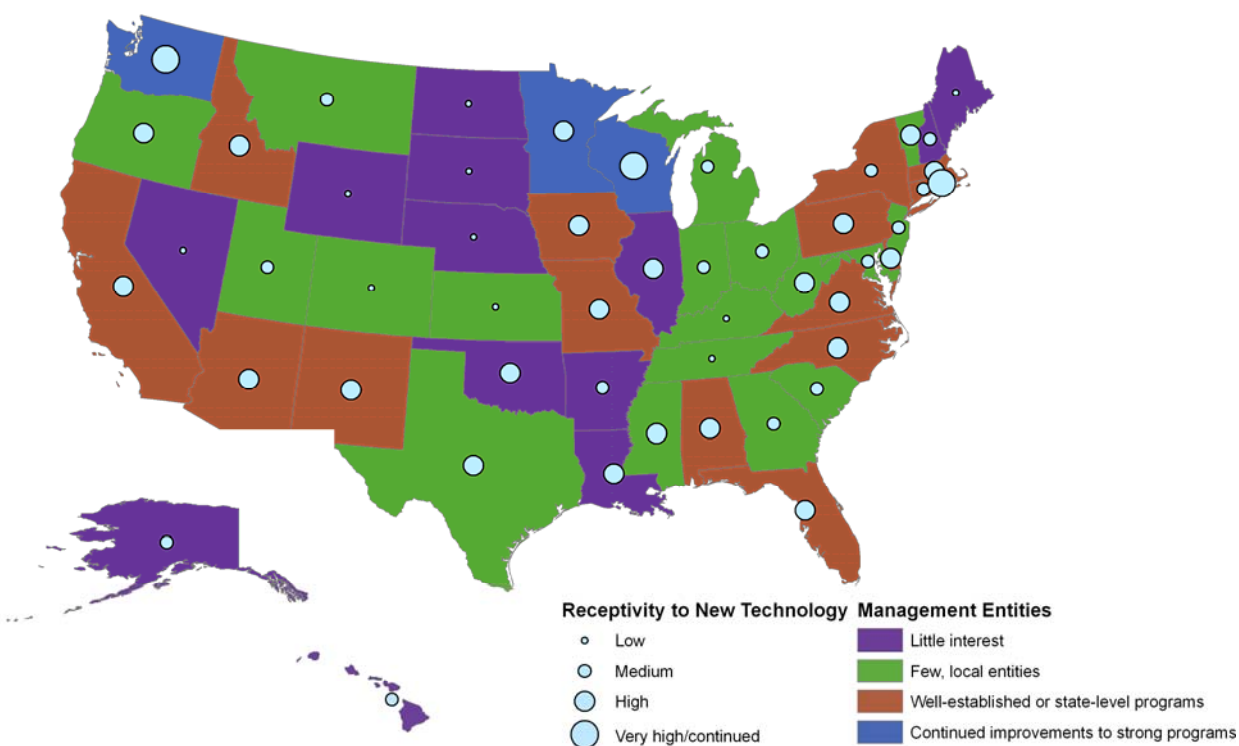 Receptivity to New Technology
Low
Medium
High
Very high/continued
Management Entities
Little interest
Few, local entities
Well-established or state-level programs
Continued improvements to strong programs